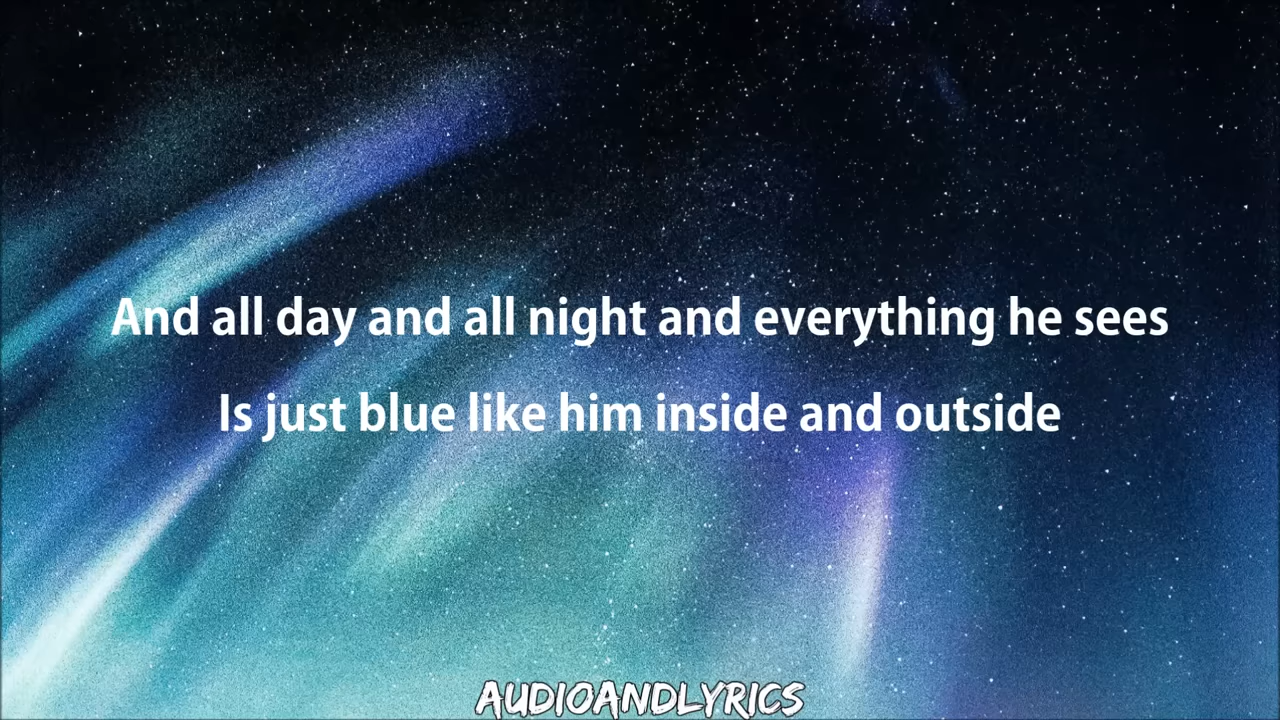 And all day and all night and everything he sees
Is just blue like him inside and outside
AUDIOANDLYRICS